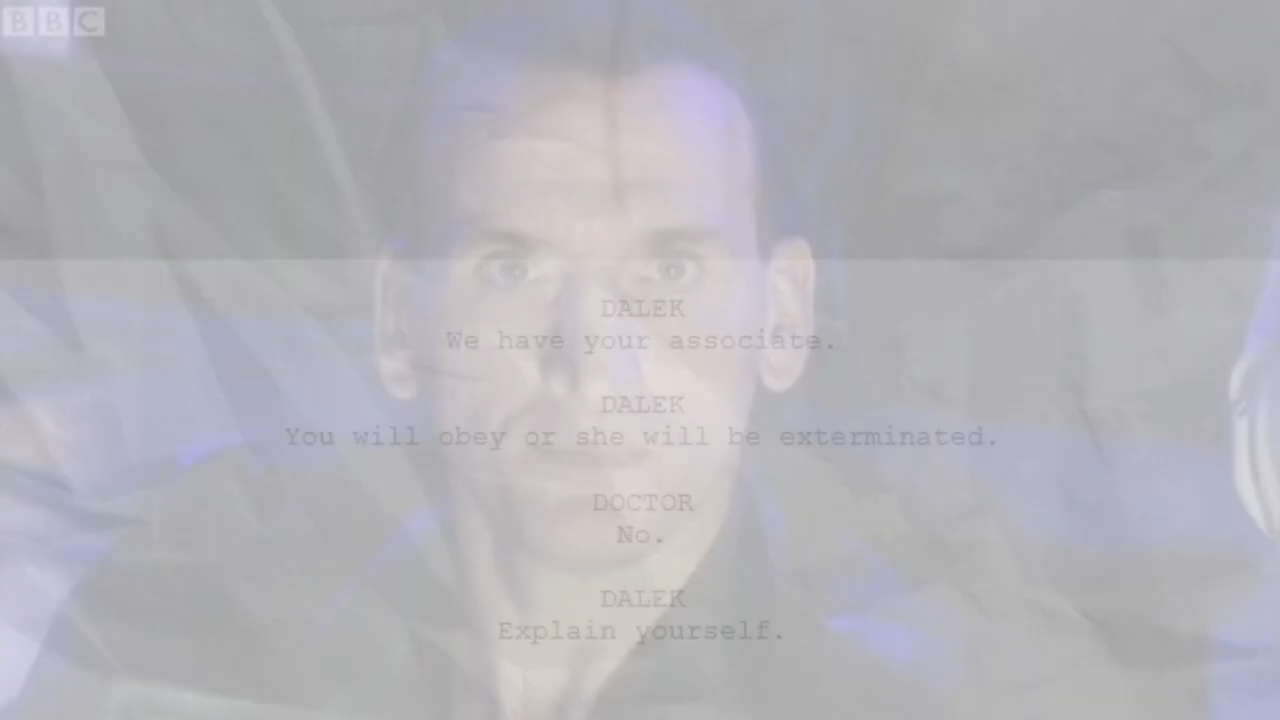 BBC
DALEK
We have your associate.
DALEK
You will obey or she will be exterminated.
DOCTOR
No.
DALEK
Explain yourself.